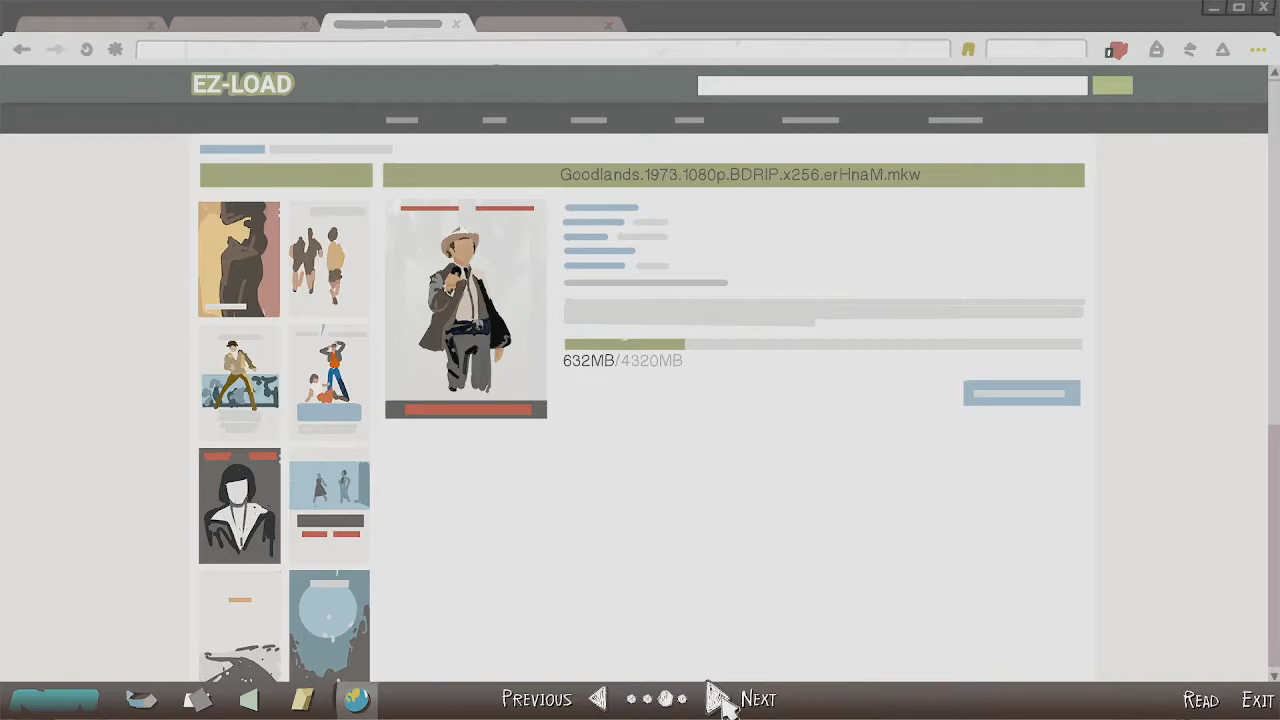 EZ-LOAD
Goodlands.1973.1080p.BDRIP.x256.erHnaM.mkw
632MB/4320MB
PREVIOUS
NEXT
READ
EXIT